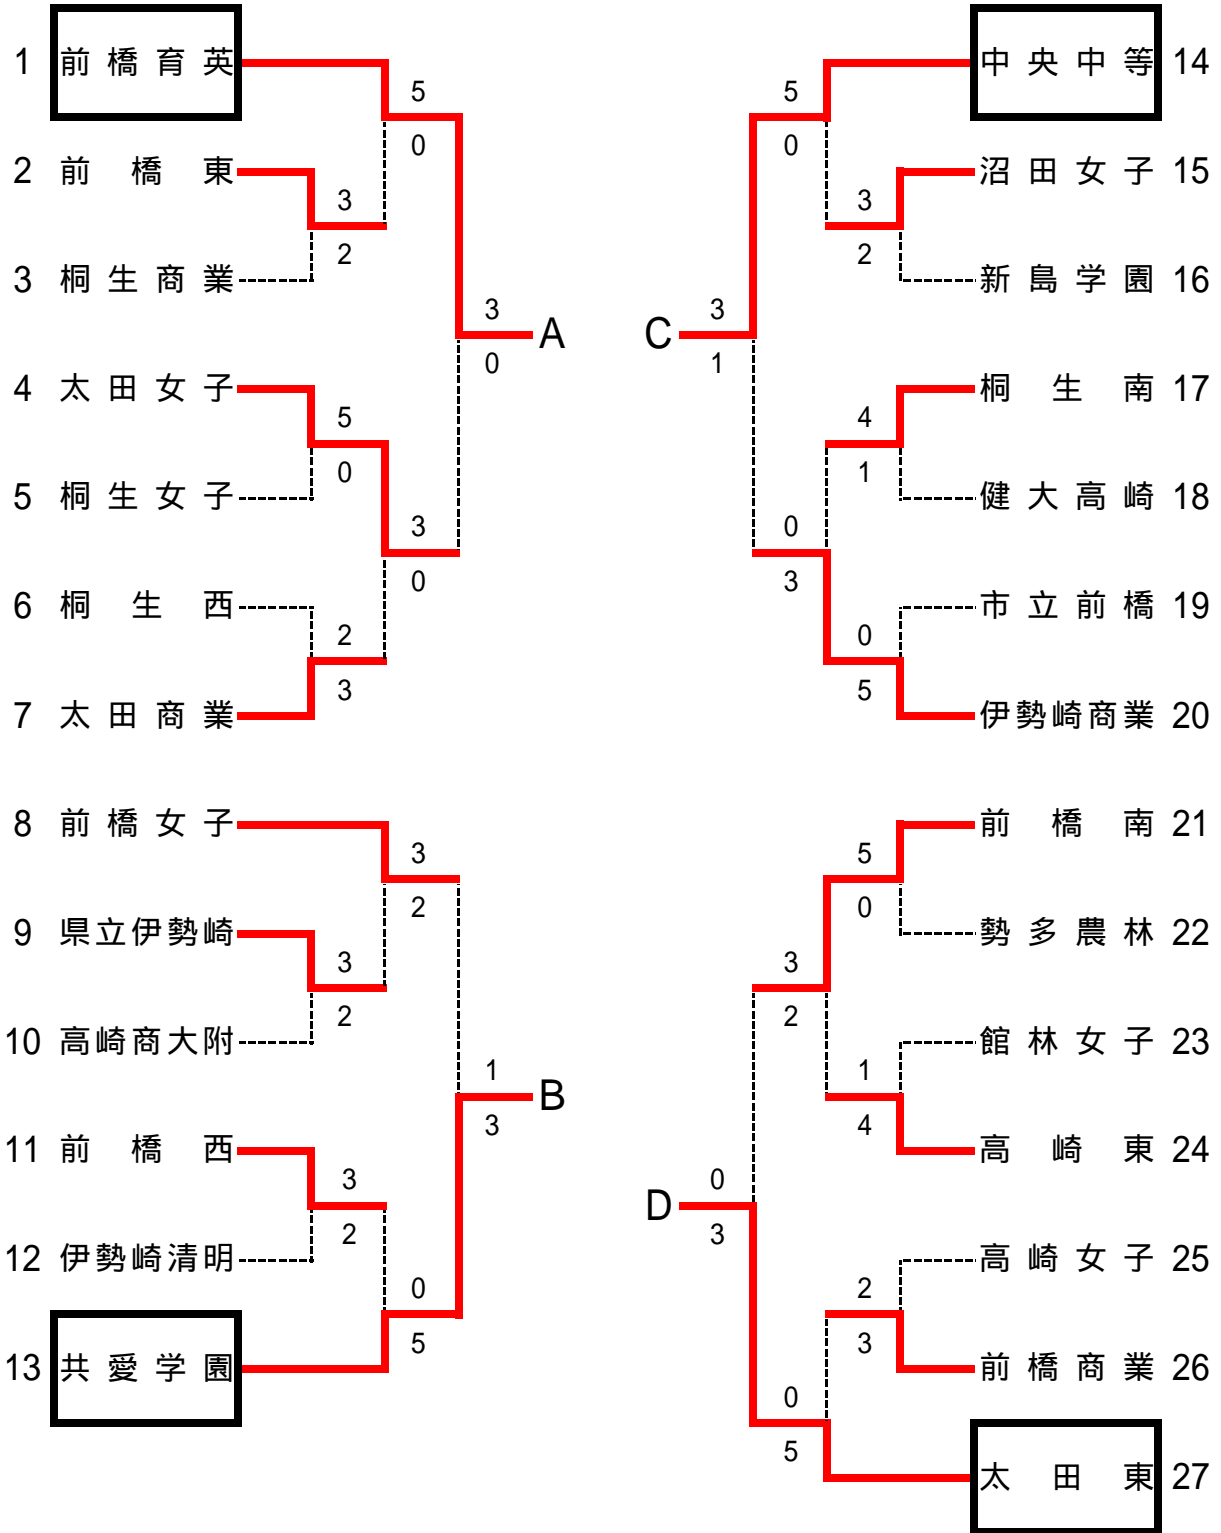 1 前橋育英
5
0
2 前橋東
3
2
3 桐生商業
3
A
0
4 太田女子
5
0
5 桐生女子
3
0
6 桐生西
2
3
7 太田商業
8 前橋女子
3
2
9 県立伊勢崎
3
2
10 高崎商大附
1
B
3
11 前橋西
3
2
12 伊勢崎清明
0
5
13 共愛学園
中央中等 14
5
0
沼田女子 15
3
2
新島学園 16
3
C
1
桐生南 17
4
1
健大高崎 18
0
3
市立前橋 19
0
5
伊勢崎商業 20
前橋南 21
5
0
勢多農林 22
3
2
館林女子 23
1
4
高崎東 24
0
D
3
高崎女子 25
2
3
前橋商業 26
0
5
太田東 27